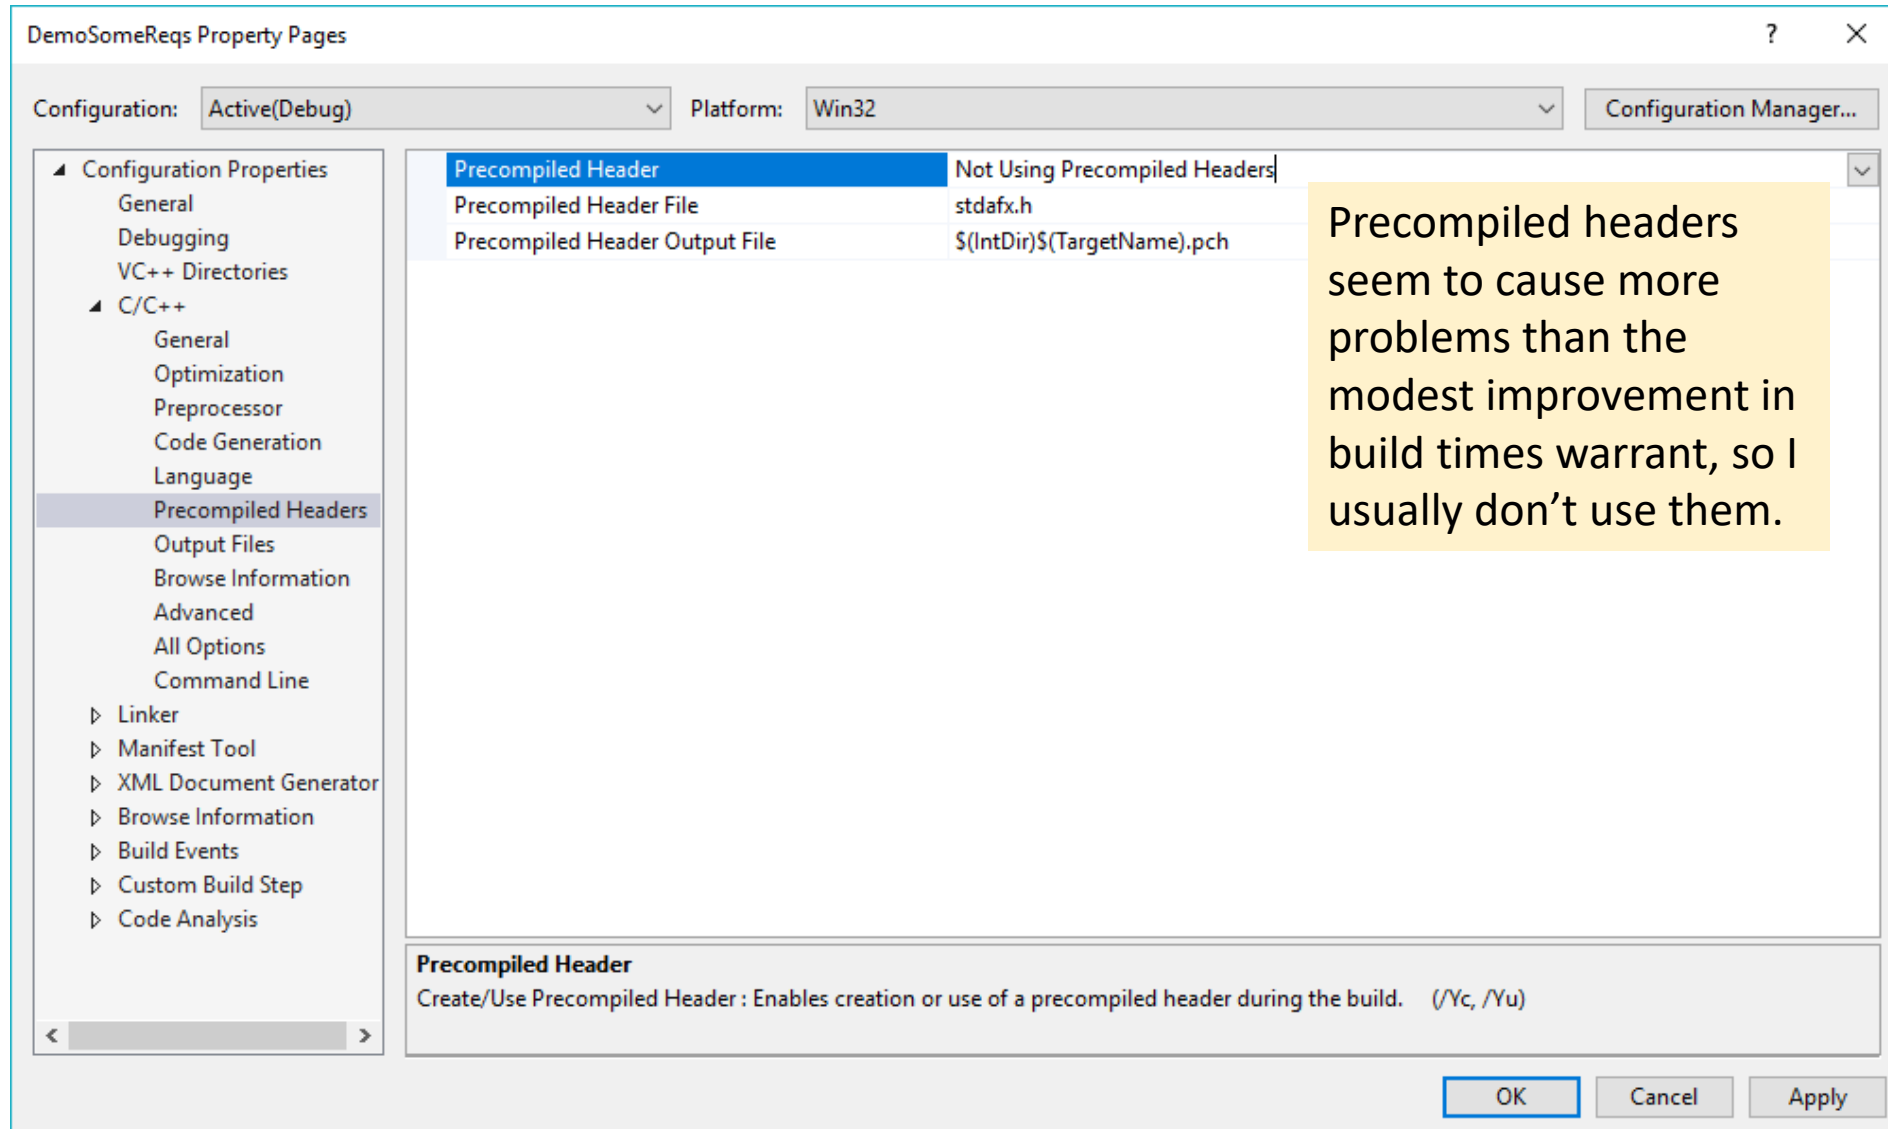 DemoSomeReqs Property Pages
?
Configuration: Active(Debug) Platform: Win32 Configuration Manager...
Configuration Properties
General
Debugging
VC++ Directories
C/C++
General
Optimization
Preprocessor
Code Generation
Language
Precompiled Headers
Output Files
Browse Information
Advanced
All Options
Command Line
Linker
Manifest Tool
XML Document Generator
Browse Information
Build Events
Custom Build Step
Code Analysis
Precompiled Header Not Using Precompiled Headers
Precompiled Header File stdafx.h
Precompiled Header Output File $(IntDir)$(TargetName).pch
Precompiled headers
seem to cause more
problems than the
modest improvement in
build times warrant, so I
usually don’t use them.
Precompiled Header
Create/Use Precompiled Header : Enables creation or use of a precompiled header during the build. (/Yc, /Yu)
OK Cancel Apply